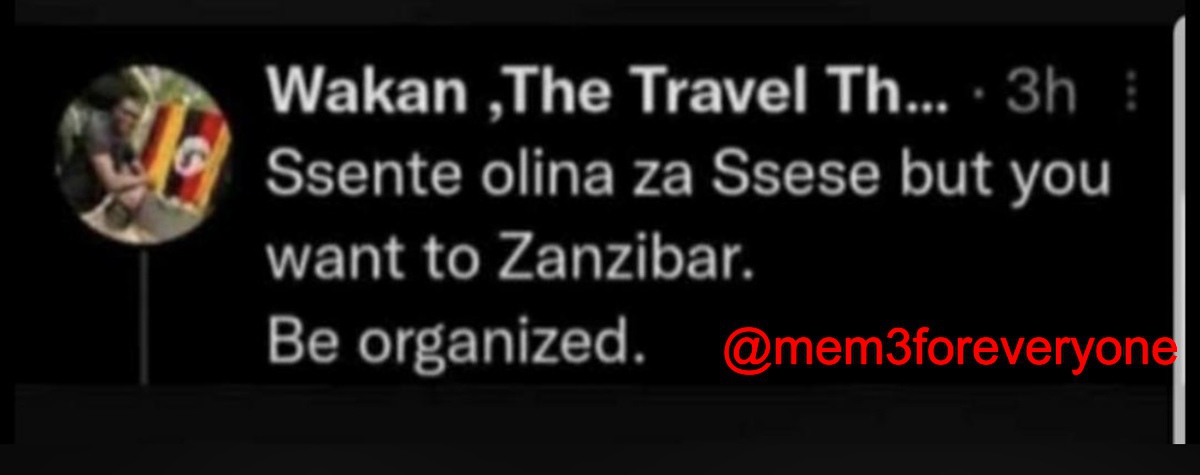 Wakan ,The Travel Th... · 3h
Ssente olina za Ssese but you
want to Zanzibar.
Be organized.
@mem3foreveryone